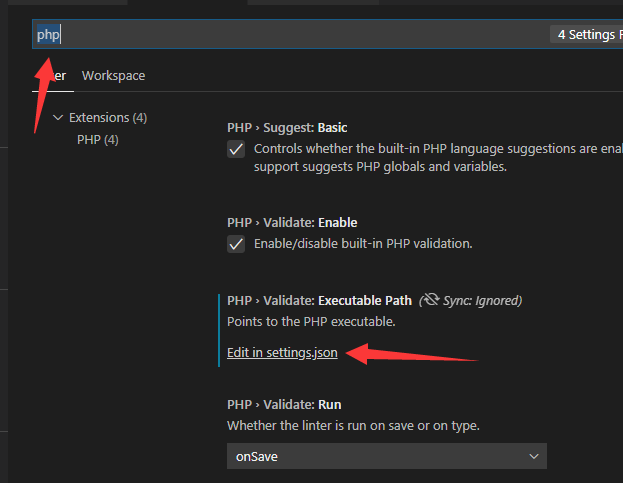 php
4 Settings F
er
Workspace
Extensions (4)
PHP (4)
PHP › Suggest: Basic
Controls whether the built-in PHP language suggestions are ena
support suggests PHP globals and variables.
PHP › Validate: Enable
Enable/disable built-in PHP validation.
PHP › Validate: Executable Path (Sync: Ignored)
Points to the PHP executable.
Edit in settings.json
PHP › Validate: Run
Whether the linter is run on save or on type.
onSave